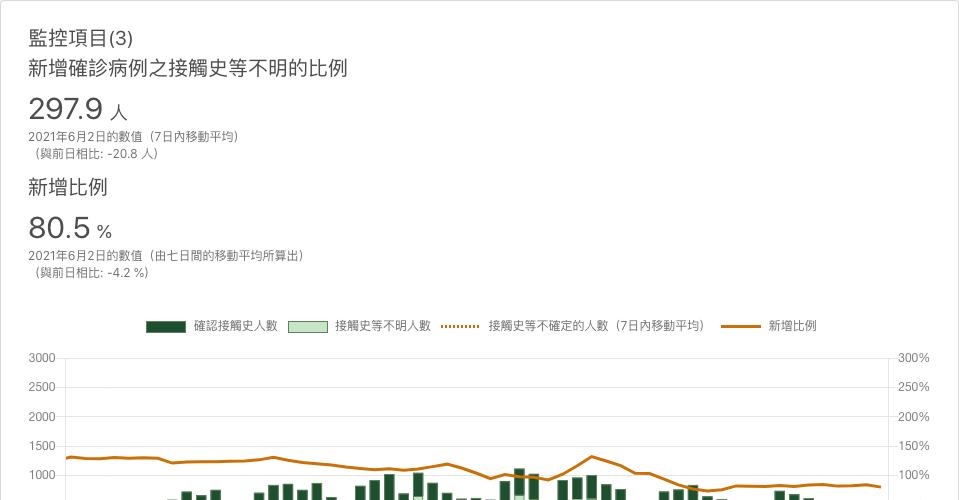 監控項目(3)
新增確診病例之接觸史等不明的比例
297.9 人
2021年6月2日的數值（7日內移動平均）
（與前日相比: -20.8 人）
新增比例
80.5 %
2021年6月2日的數值（由七日間的移動平均所算出）
（與前日相比: -4.2 %）
確認接觸史人數 接觸史等不明人數 接觸史等不確定的人數（7日內移動平均） 新增比例
3000 300%
2500 250%
2000 200%
1500 150%
1000 100%